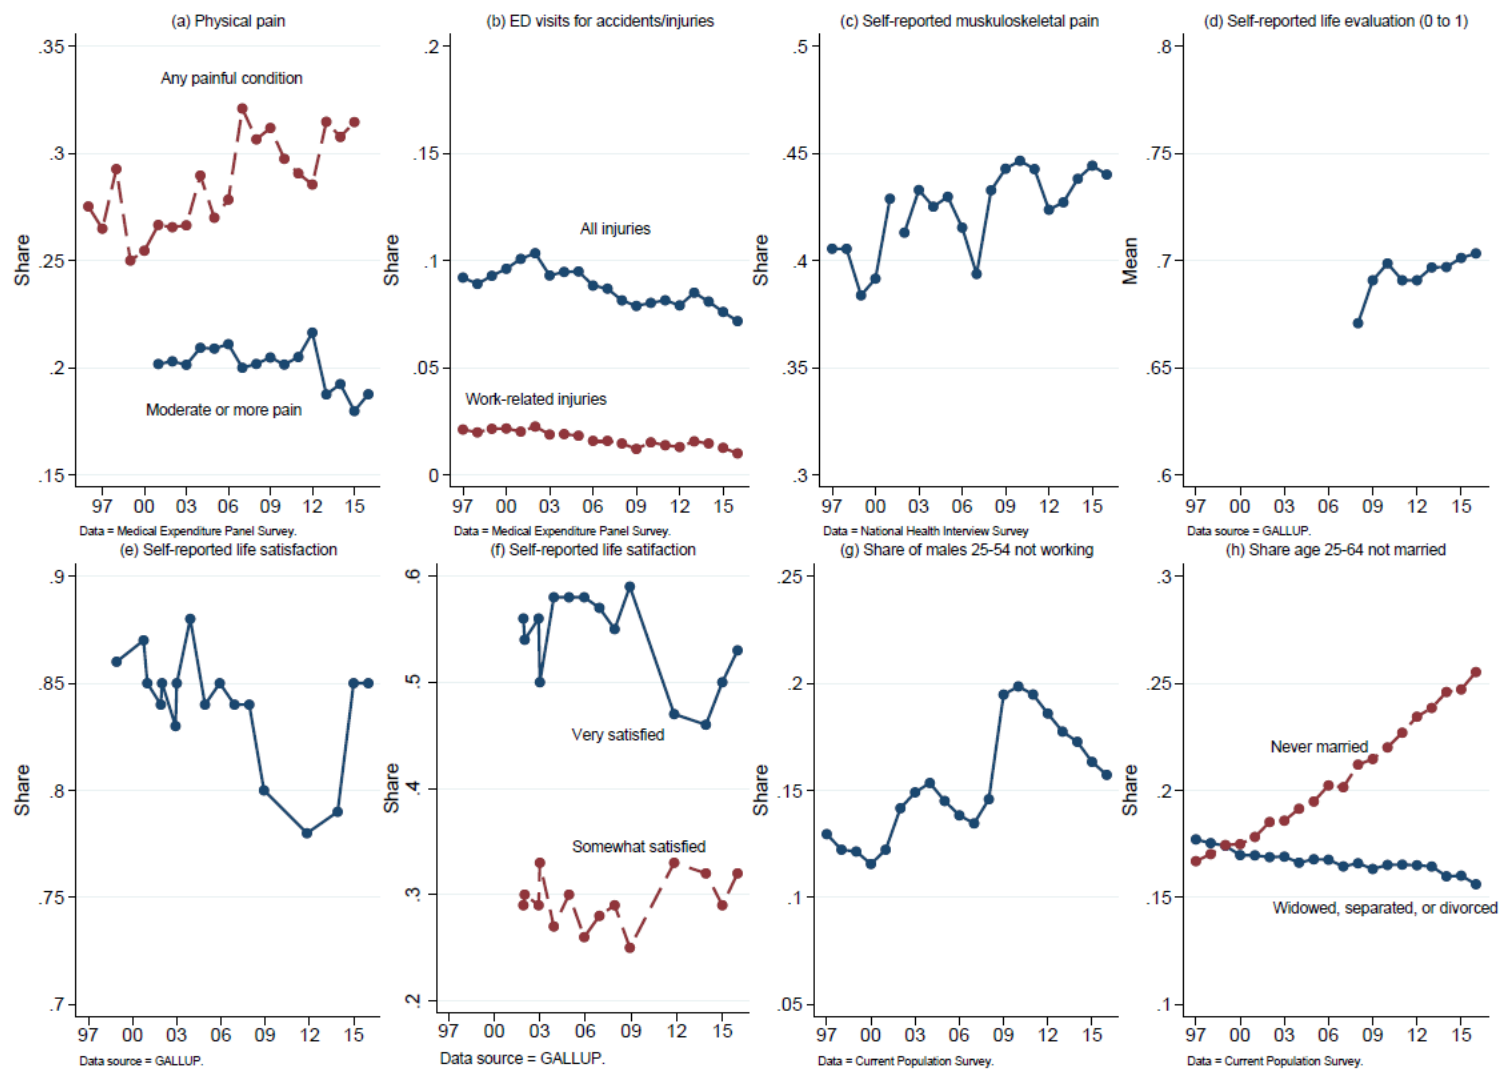 (a) Physical pain
.35
.3
.25
.2
.15
Share
Any painful condition
Moderate or more pain
97 00 03 06 09 12 15
Data = Medical Expenditure Panel Survey.
(b) ED visits for accidents/injuries
.2
.15
.1
.05
0
Share
All injuries
Work-related injuries
97 00 03 06 09 12 15
Data = Medical Expenditure Panel Survey.
(c) Self-reported muskuloskeletal pain
.5
.45
.4
.35
.3
Share
97 00 03 06 09 12 15
Data = National Health Interview Survey
(d) Self-reported life evaluation (0 to 1)
.8
.75
.7
.65
.6
Mean
97 00 03 06 09 12 15
Data source = GALLUP.
(e) Self-reported life satisfaction
.9
.85
.8
.75
.7
Share
97 00 03 06 09 12 15
Data source = GALLUP.
(f) Self-reported life satifaction
.6
.5
.4
.3
.2
Share
Very satisfied
Somewhat satisfied
97 00 03 06 09 12 15
Data source = GALLUP.
(g) Share of males 25-54 not working
.25
.2
.15
.1
.05
Share
97 00 03 06 09 12 15
Data = Current Population Survey.
(h) Share age 25-64 not married
.3
.25
.2
.15
.1
Share
Never married
Widowed, separated, or divorced
97 00 03 06 09 12 15
Data = Current Population Survey.